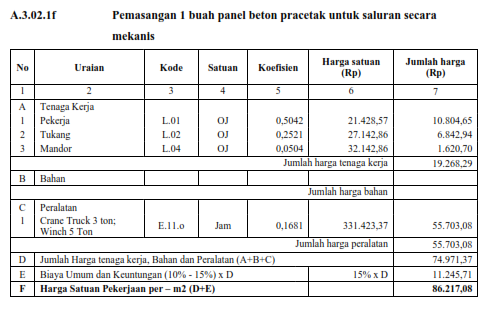 A.3.02.1f Pemasangan 1 buah panel beton pracetak untuk saluran secara
mekanis
No Uraian Kode Satuan Koefisien Harga satuan (Rp) Jumlah harga (Rp)
1 2 3 4 5 6 7
A Tenaga Kerja
1 Pekerja L.01 OJ 0,5042 21.428,57 10.804,65
2 Tukang L.02 OJ 0,2521 27.142,86 6.842,94
3 Mandor L.04 OJ 0,0504 32.142,86 1.620,70
Jumlah harga tenaga kerja 19.268,29
B Bahan
Jumlah harga bahan
C Peralatan
1 Crane Truck 3 ton; Winch 5 Ton E.11.o Jam 0,1681 331.423,37 55.703,08
Jumlah harga peralatan 55.703,08
D Jumlah Harga tenaga kerja, Bahan dan Peralatan (A+B+C) 74.971,37
E Biaya Umum dan Keuntungan (10% - 15%) x D 15% x D 11.245,71
F Harga Satuan Pekerjaan per – m2 (D+E) 86.217,08